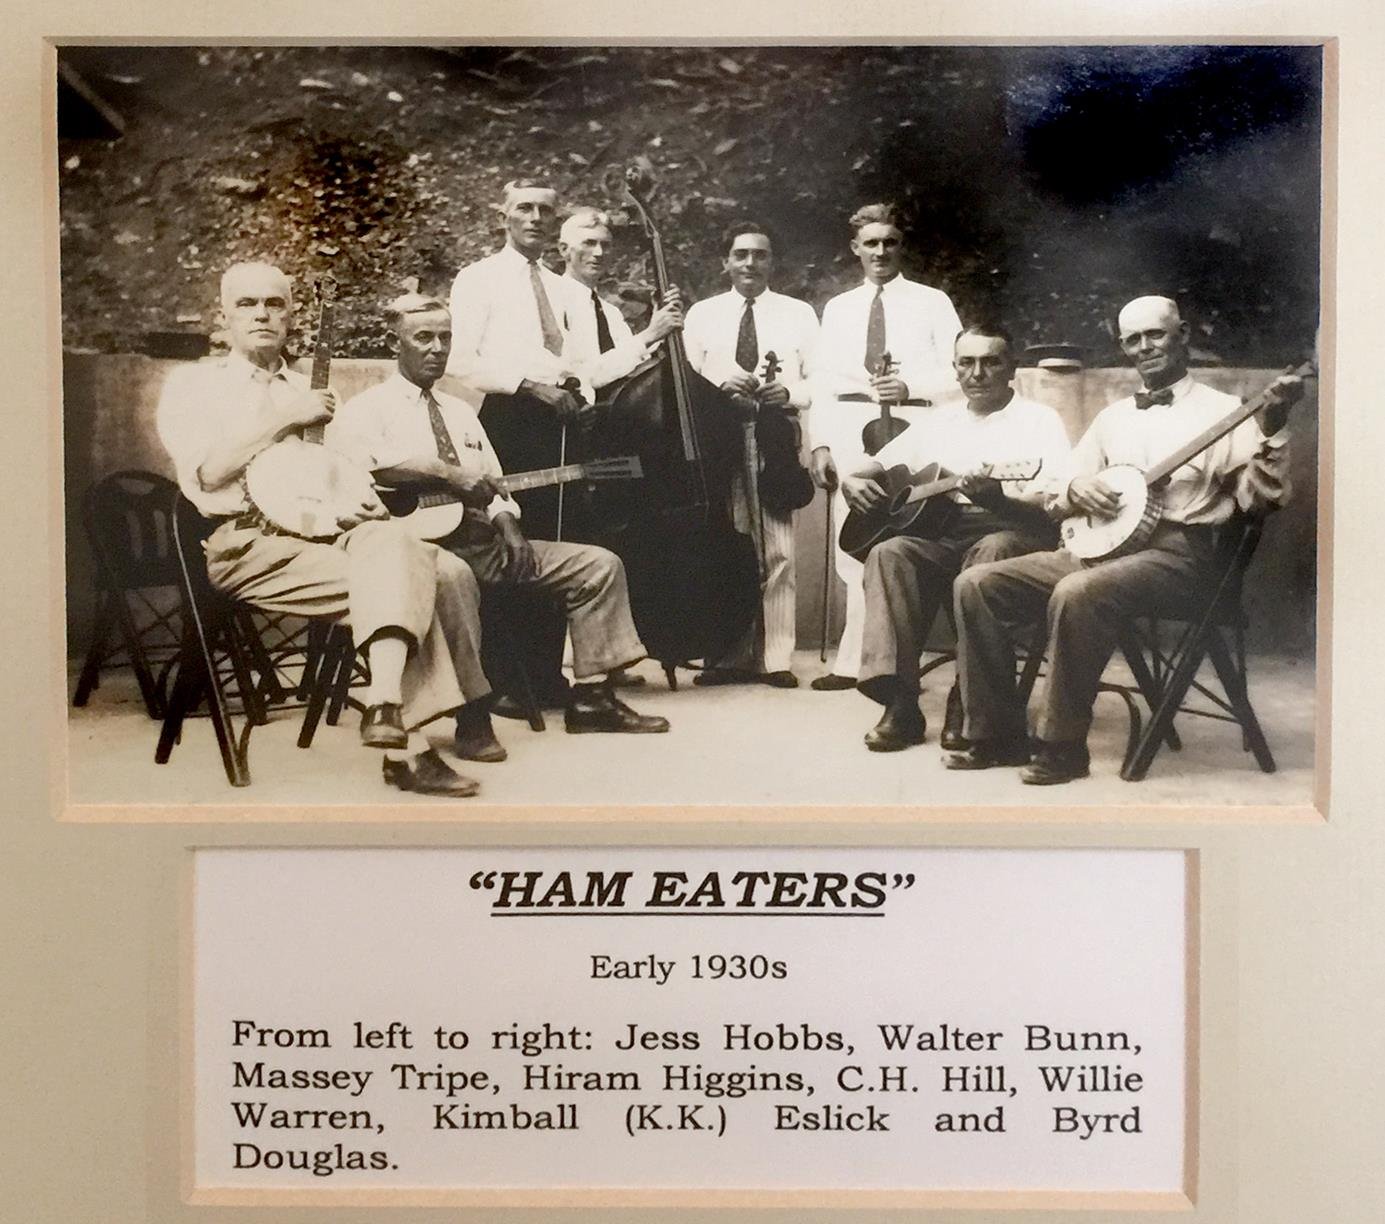 “HAM EATERS”
Early 1930s
From left to right: Jess Hobbs, Walter Bunn,
Massey Tripe, Hiram Higgins, C.H. Hill, Willie
Warren, Kimball (K.K.) Eslick and Byrd
Douglas.